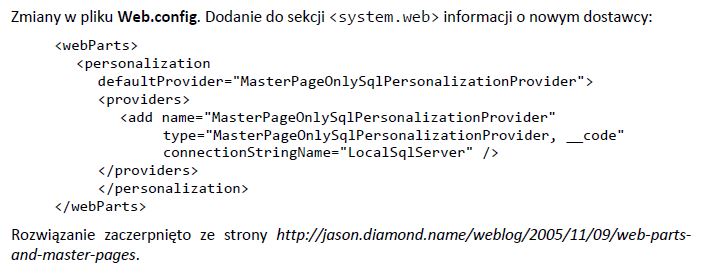 Zmiany w pliku Web.config. Dodanie do sekcji <system.web> informacji o nowym dostawcy:
<webParts>
<personalization
defaultProvider="MasterPageOnlySqlPersonalizationProvider">
<providers>
<add name="MasterPageOnlySqlPersonalizationProvider"
type="MasterPageOnlySqlPersonalizationProvider, __code"
connectionStringName="LocalSqlServer" />
</providers>
</personalization>
</webParts>
Rozwiązanie zaczerpnięto ze strony http://jason.diamond.name/weblog/2005/11/09/web-parts-
and-master-pages.